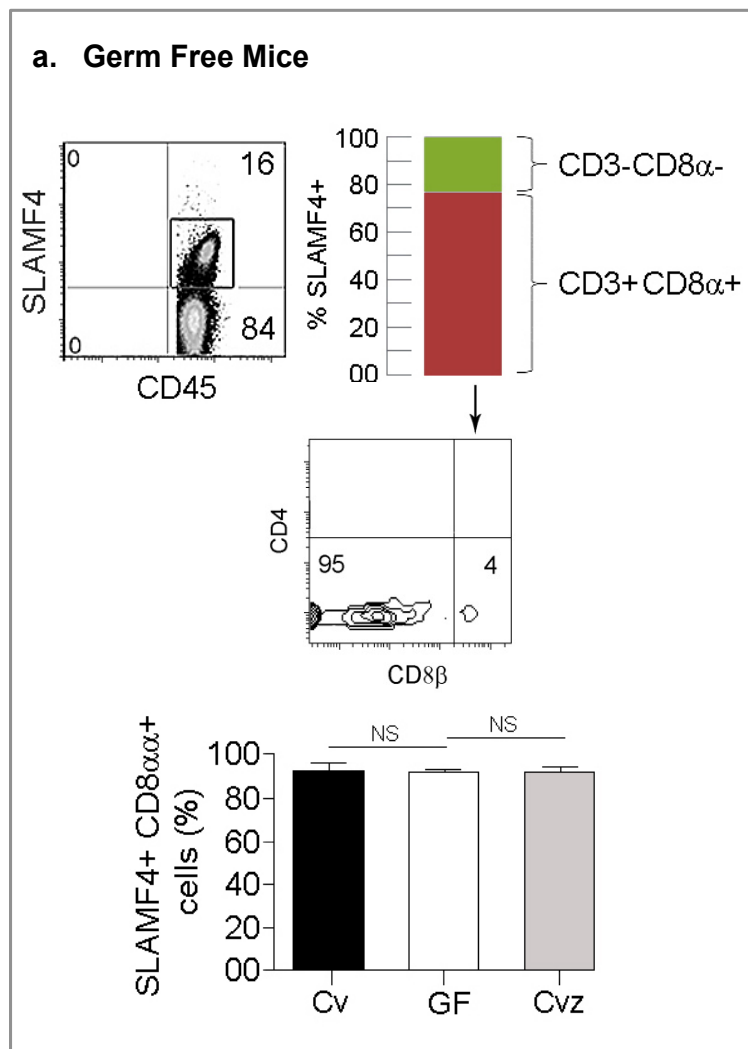 a. Germ Free Mice
SLAMF4
0
16
0
84
CD45
% SLAMF4+
100
80
60
40
20
00
CD3-CD8α-
CD3+CD8α+
CD4
95
4
CD8β
SLAMF4+ CD8αα+
cells (%)
100
80
60
40
20
00
NS
NS
Cv
GF
Cvz